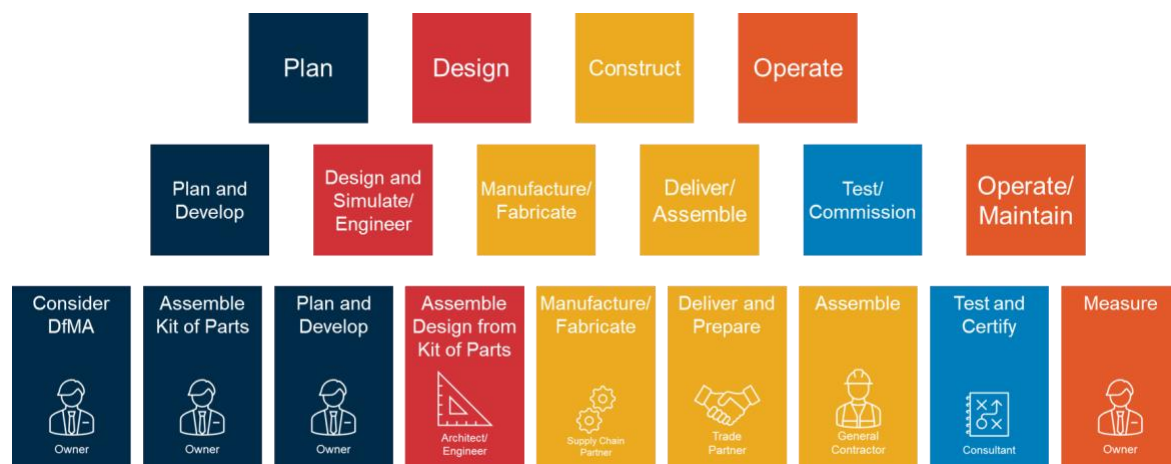 Plan
Design
Construct
Operate
Plan and
Develop
Design and
Simulate/
Engineer
Manufacture/
Fabricate
Deliver/
Assemble
Test/
Commission
Operate/
Maintain
Consider
DfMA
Owner
Assemble
Kit of Parts
Owner
Plan and
Develop
Owner
Assemble
Design from
Kit of Parts
Architect/
Engineer
Manufacture/
Fabricate
Supply Chain
Partner
Deliver and
Prepare
Trade
Partner
Assemble
General
Contractor
Test and
Certify
Consultant
Measure
Owner